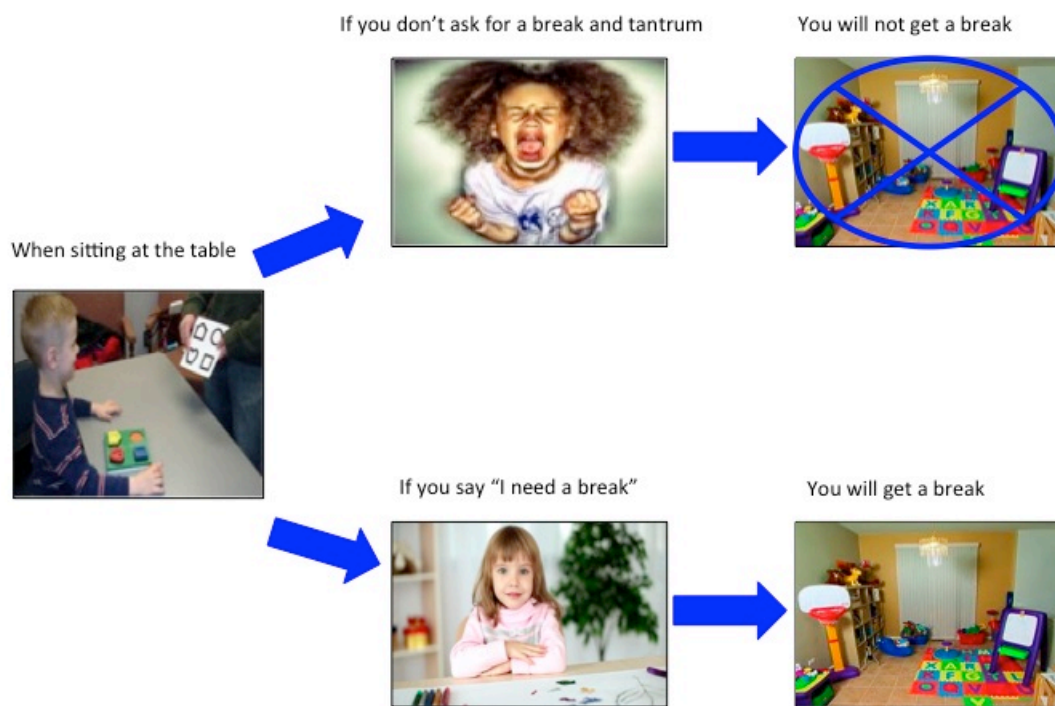 If you don’t ask for a break and tantrum
You will not get a break
When sitting at the table
If you say “I need a break”
You will get a break